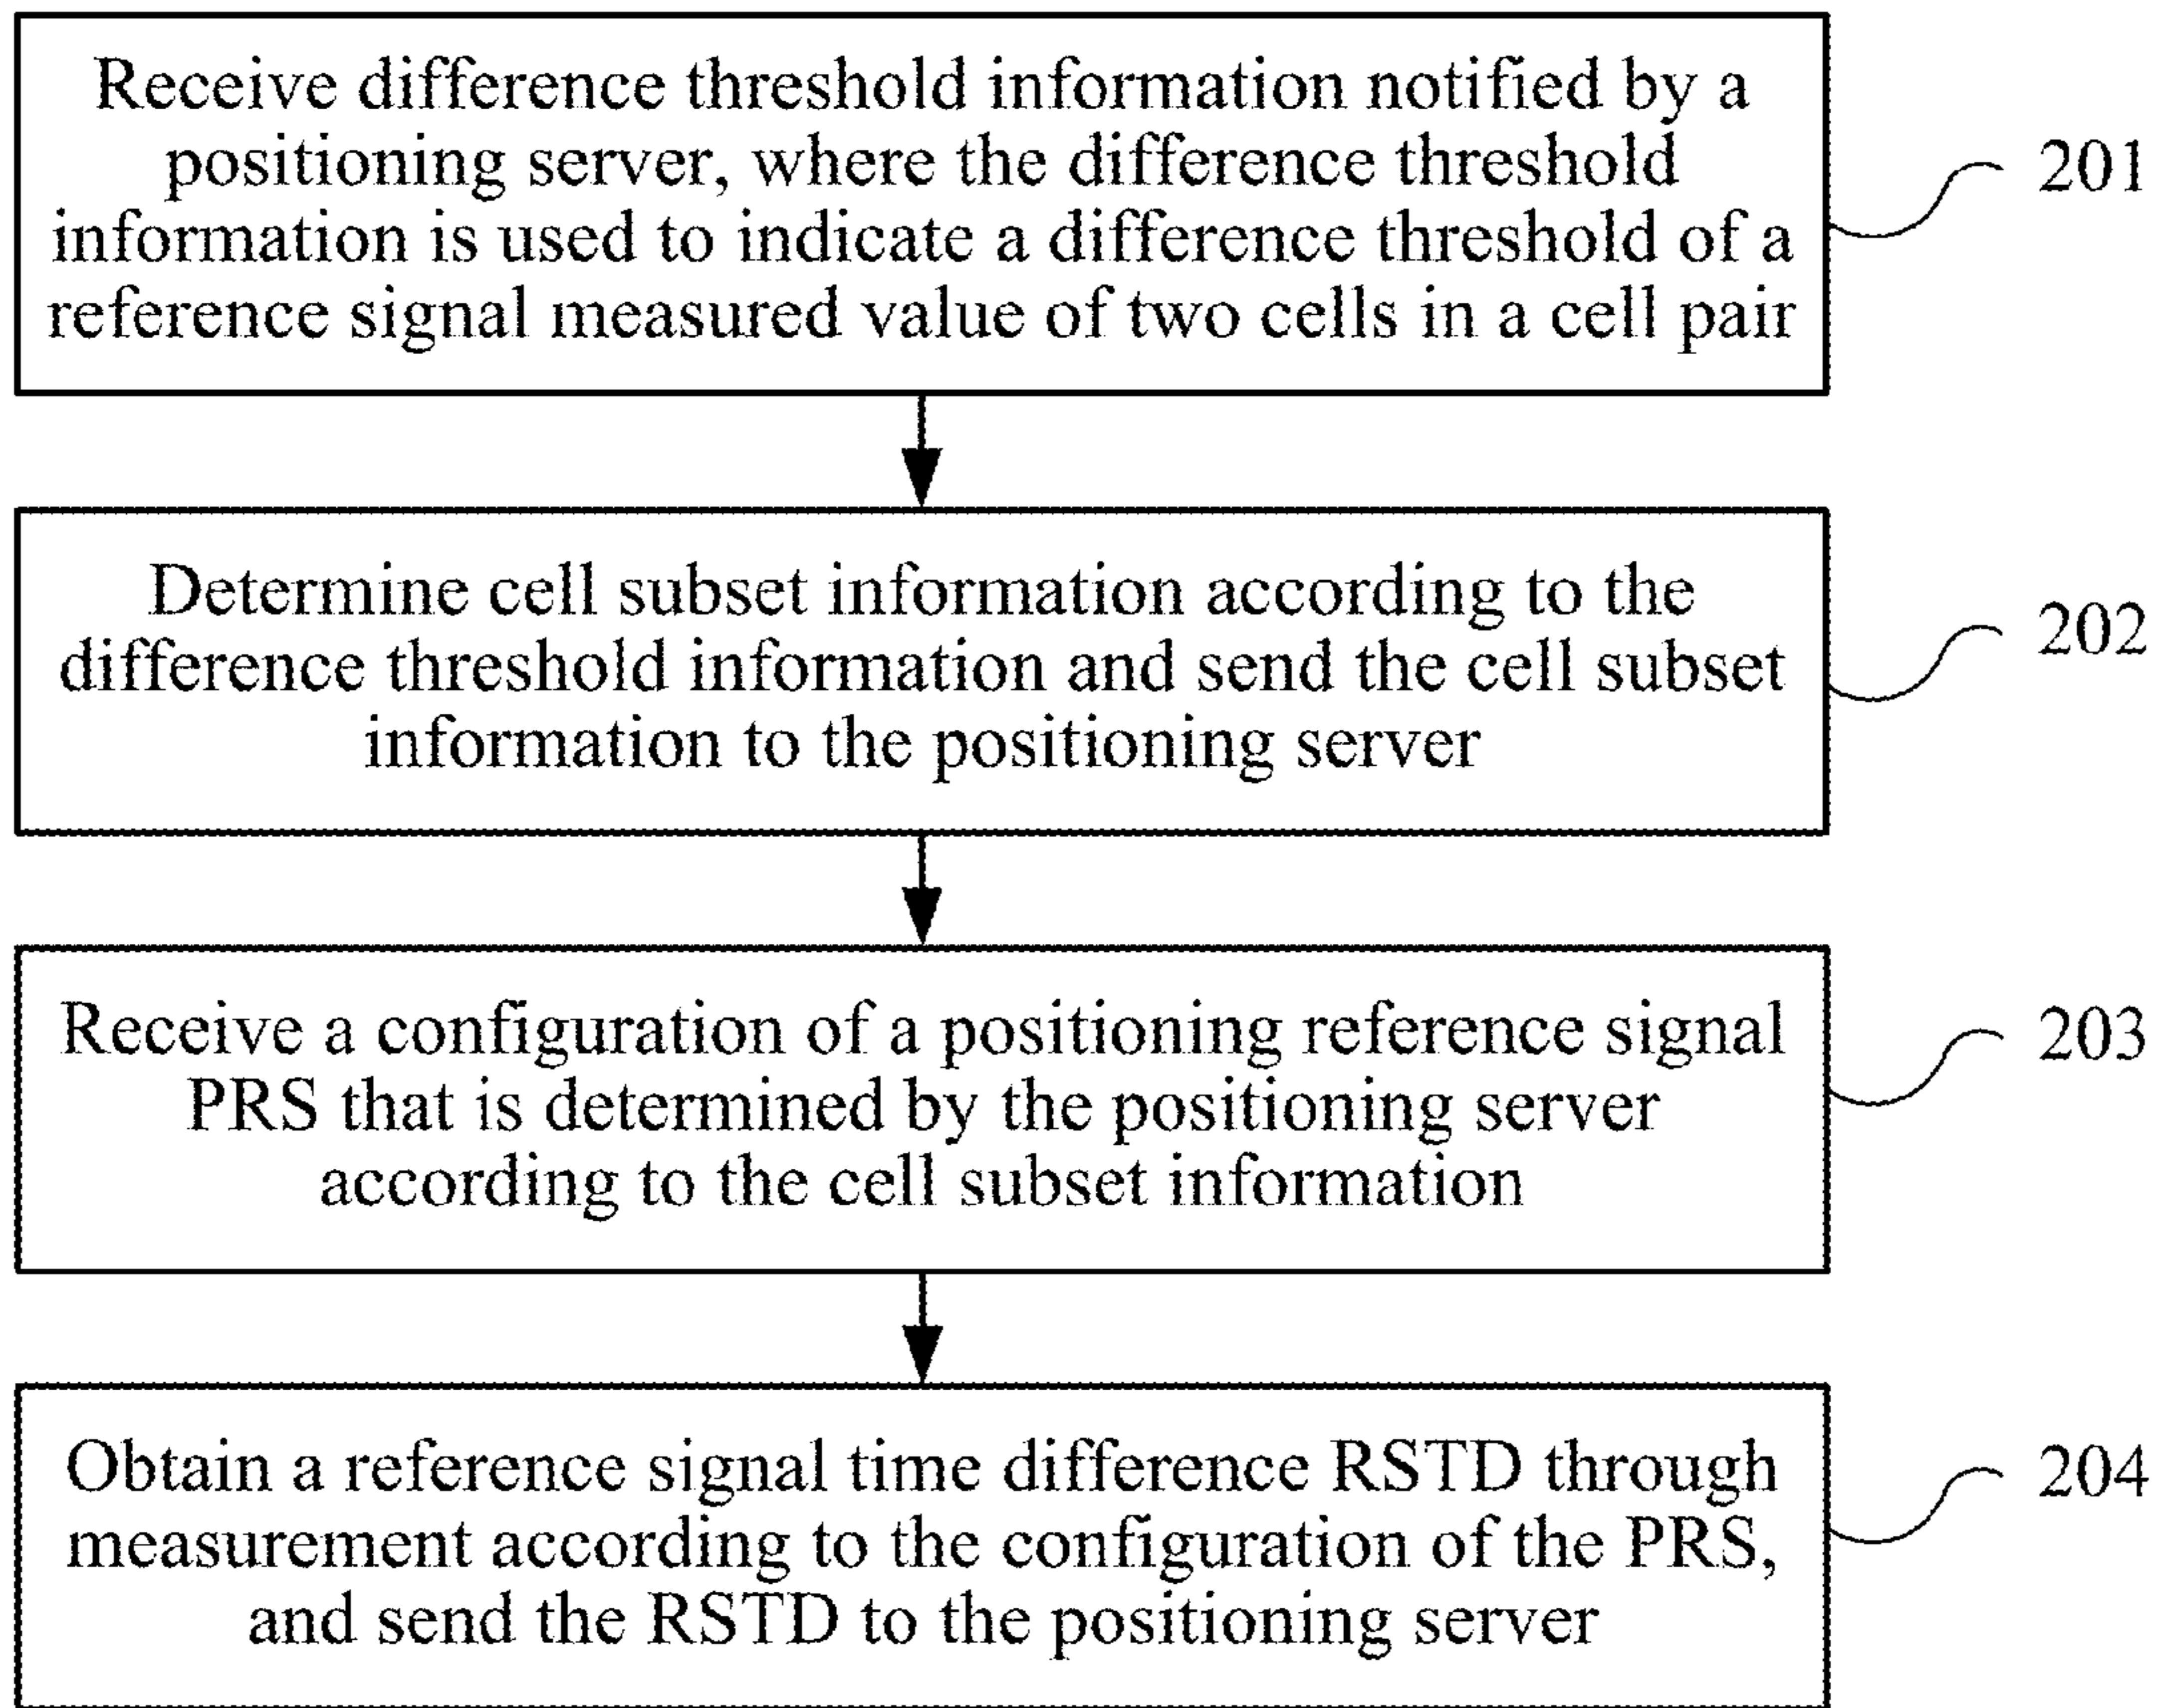 Receive difference threshold information notified by a
positioning server, where the difference threshold
information is used to indicate a difference threshold of a
reference signal measured value of two cells in a cell pair
201
Determine cell subset information according to the
difference threshold information and send the cell subset
information to the positioning server
202
Receive a configuration of a positioning reference signal
PRS that is determined by the positioning server
according to the cell subset information
203
Obtain a reference signal time difference RSTD through
measurement according to the configuration of the PRS,
and send the RSTD to the positioning server
204